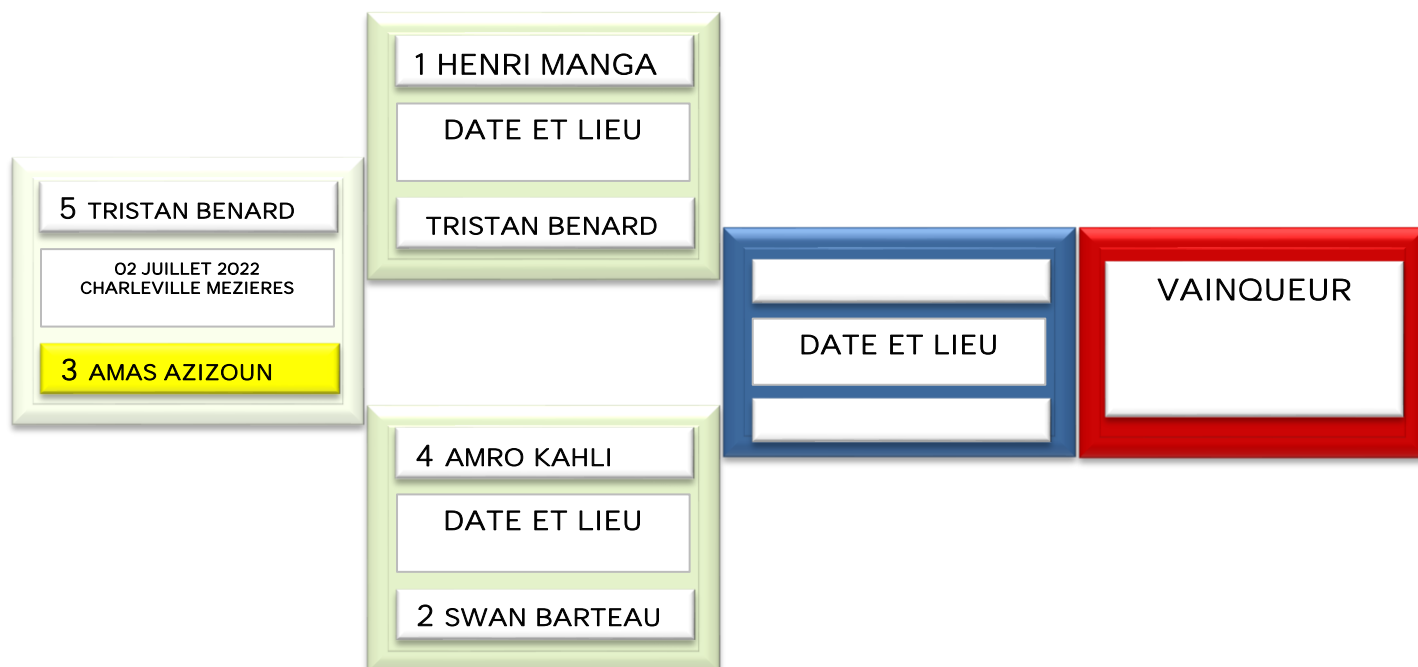 1 HENRI MANGA
DATE ET LIEU
TRISTAN BENARD
5 TRISTAN BENARD
02 JUILLET 2022
CHARLEVILLE MEZIERES
3 AMAS AZIZOUN
4 AMRO KAHLI
DATE ET LIEU
2 SWAN BARTEAU
DATE ET LIEU
VAINQUEUR